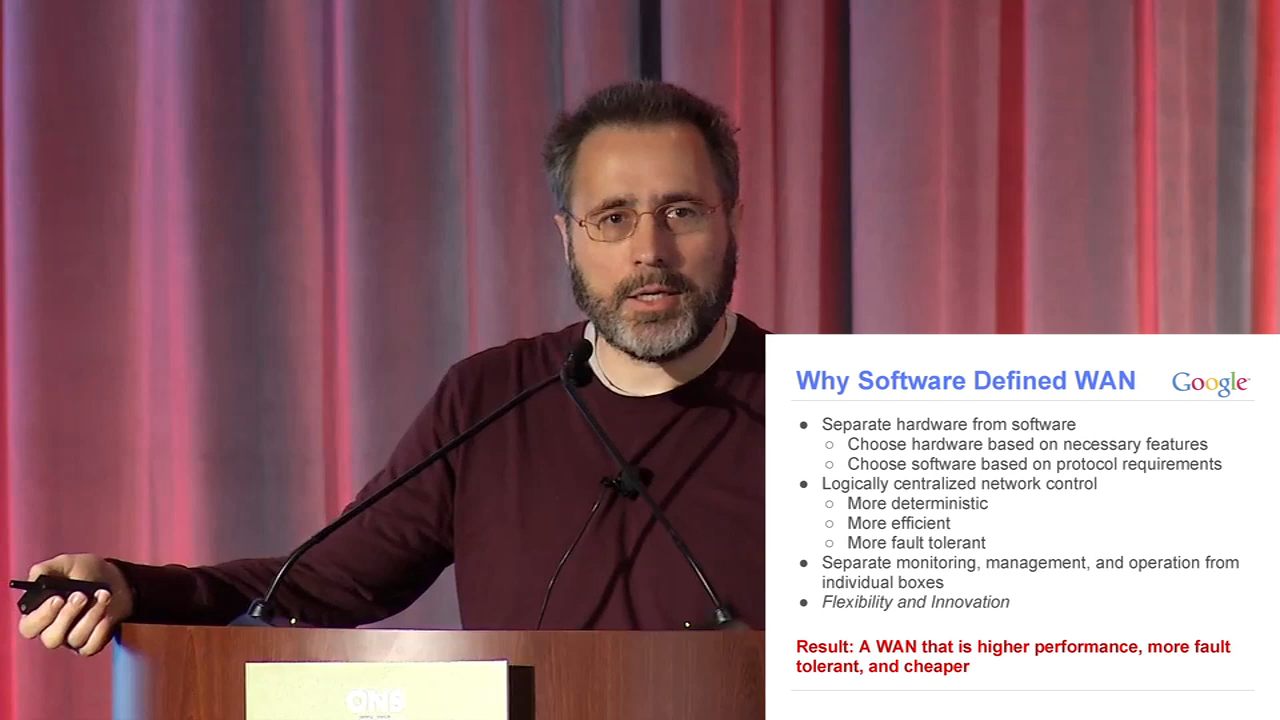 ONS
Why Software Defined WAN
Google
● Separate hardware from software
○ Choose hardware based on necessary features
○ Choose software based on protocol requirements
● Logically centralized network control
○ More deterministic
○ More efficient
○ More fault tolerant
● Separate monitoring, management, and operation from
individual boxes
● Flexibility and Innovation
Result: A WAN that is higher performance, more fault
tolerant, and cheaper